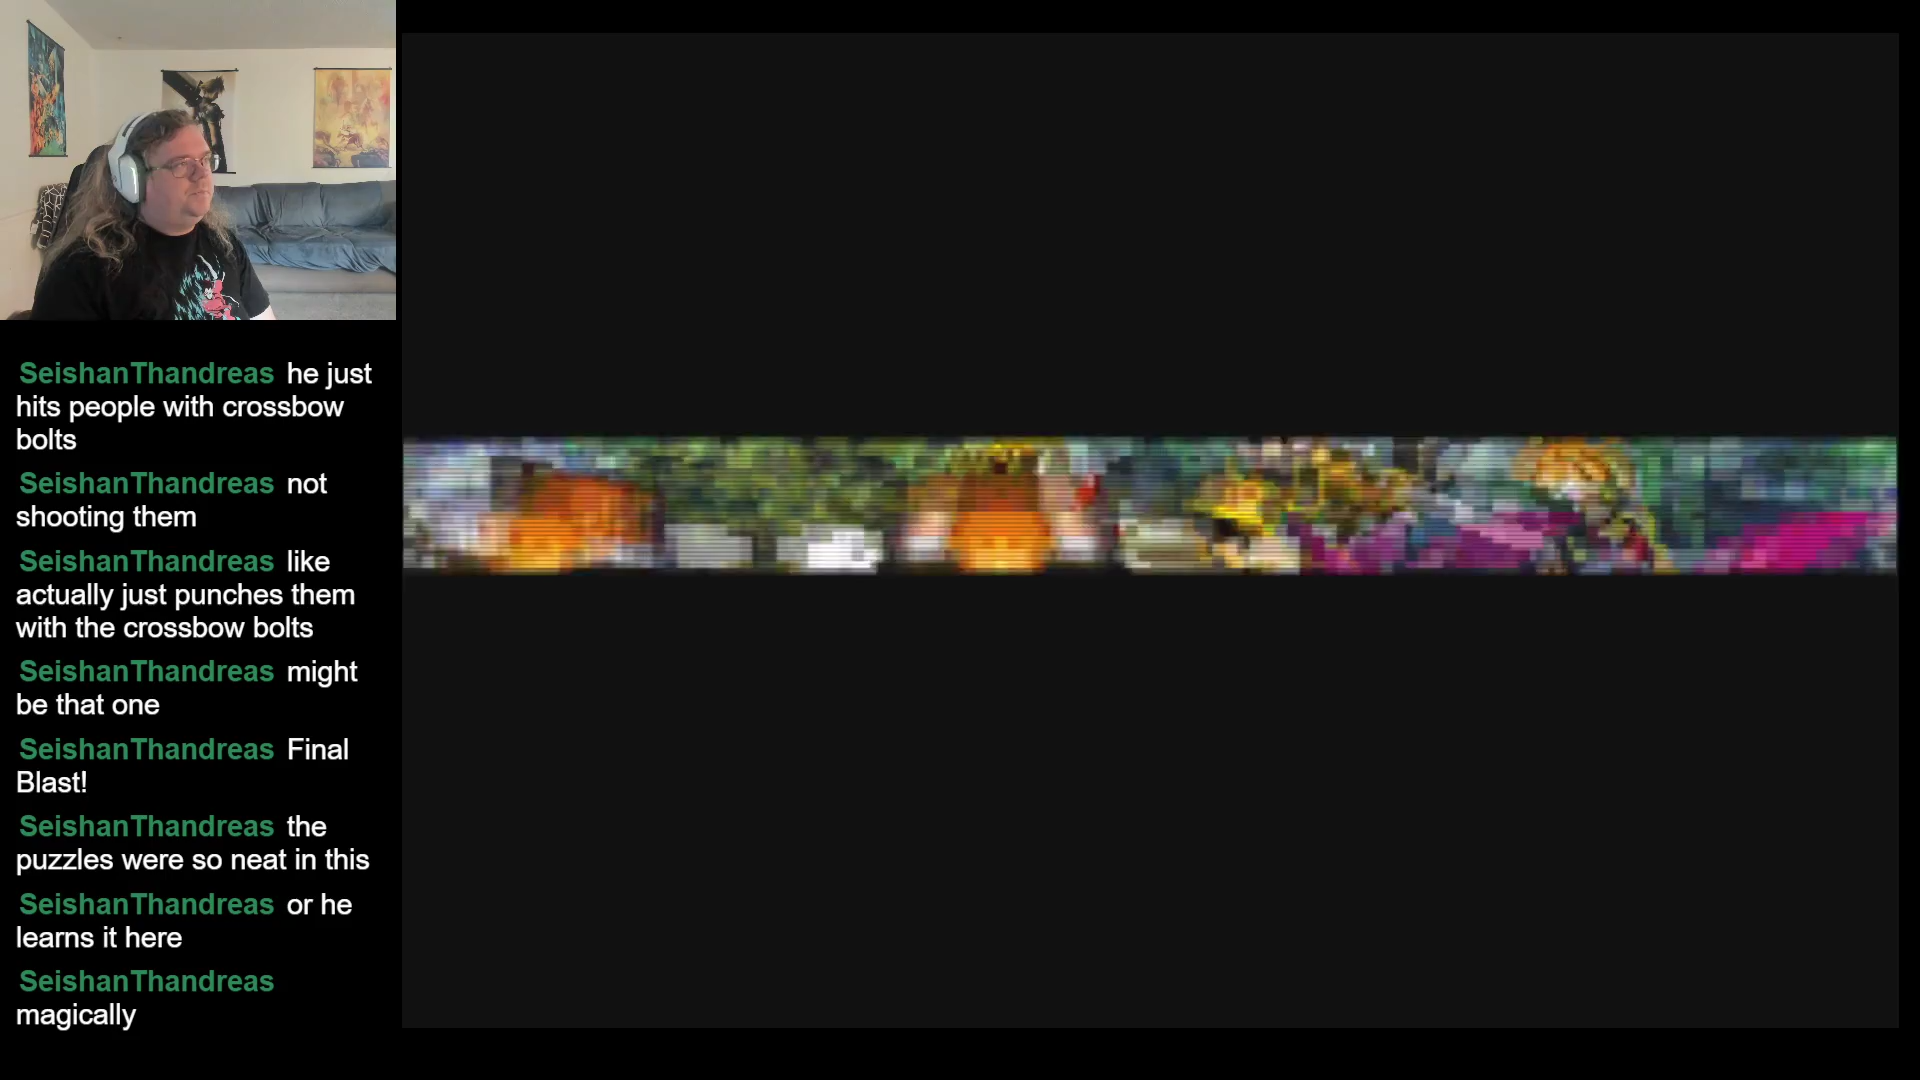 SeishanThandreas he just
hits people with crossbow
bolts
SeishanThandreas not
shooting them
SeishanThandreas like
actually just punches them
with the crossbow bolts
SeishanThandreas might
be that one
SeishanThandreas Final
Blast!
SeishanThandreas the
puzzles were so neat in this
SeishanThandreas or he
learns it here
SeishanThandreas
magically